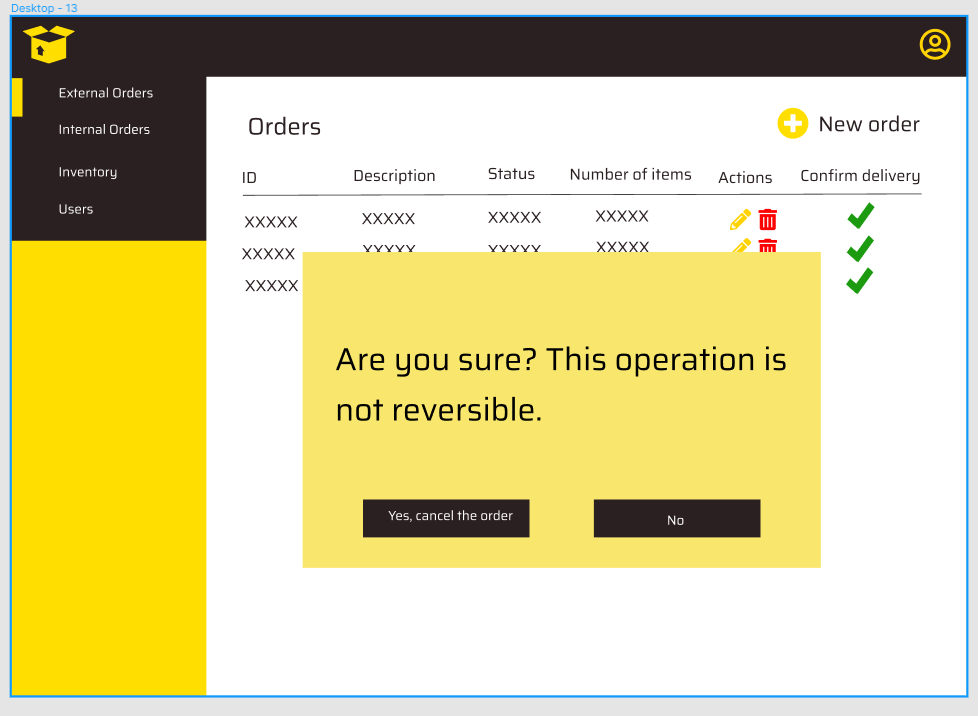 Desktop - 13
External Orders
Internal Orders
Inventory
Users
Orders
New order
ID Description Status Number of items Actions Confirm delivery
XXXXX XXXXX XXXXX XXXXX
XXXXX XXXXX XXXXX XXXXX
XXXXX
Are you sure? This operation is
not reversible.
Yes, cancel the order
No